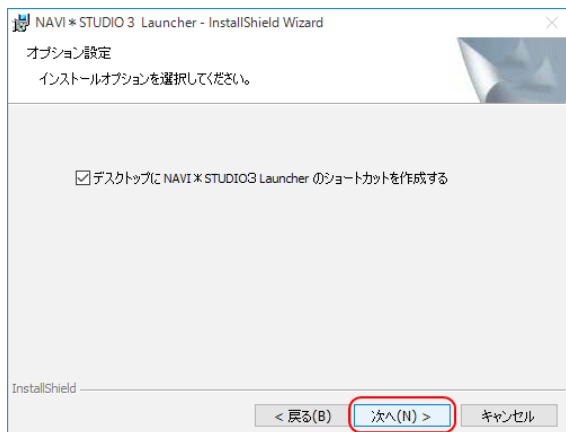 NAVI＊STUDIO 3 Launcher - InstallShield Wizard
オプション設定
インストールオプションを選択してください。
デスクトップに NAVI＊STUDIO3 Launcher のショートカットを作成する
InstallShield
< 戻る(B)
次へ(N) >
キャンセル